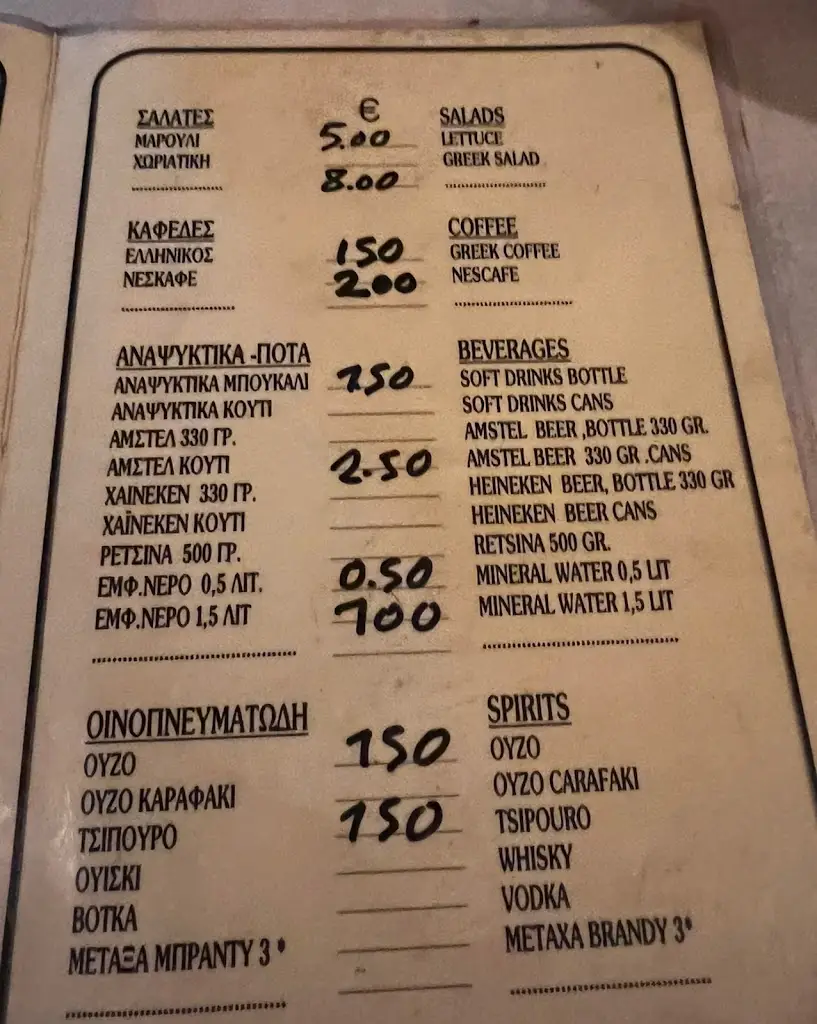 ΣΑΛΑΤΕΣ € SALADS
ΜΑΡΟΥΛΙ 5.00 LETTUCE
ΧΩΡΙΑΤΙΚΗ 8.00 GREEK SALAD
ΚΑΦΕΔΕΣ COFFEE
ΕΛΛΗΝΙΚΟΣ 150 GREEK COFFEE
ΝΕΣΚΑΦΕ 200 NESCAFE
ΑΝΑΨΥΚΤΙΚΑ -ΠΟΤΑ BEVERAGES
ΑΝΑΨΥΚΤΙΚΑ ΜΠΟΥΚΑΛΙ 150 SOFT DRINKS BOTTLE
ΑΝΑΨΥΚΤΙΚΑ ΚΟΥΤΙ SOFT DRINKS CANS
ΑΜΣΤΕΛ 330 ΓΡ. AMSTEL BEER ,BOTTLE 330 GR.
ΑΜΣΤΕΛ ΚΟΥΤΙ 2.50 AMSTEL BEER 330 GR .CANS
ΧΑΙΝΕΚΕΝ 330 ΓΡ. HEINEKEN BEER, BOTTLE 330 GR
ΧΑΪΝΕΚΕΝ ΚΟΥΤΙ HEINEKEN BEER CANS
ΡΕΤΣΙΝΑ 500 ΓΡ. RETSINA 500 GR.
ΕΜΦ.ΝΕΡΟ 0,5 ΛΙΤ. 0.50 MINERAL WATER 0,5 LIT
ΕΜΦ.ΝΕΡΟ 1,5 ΛΙΤ 100 MINERAL WATER 1,5 LIT
ΟΙΝΟΠΝΕΥΜΑΤΩΔΗ SPIRITS
ΟΥΖΟ 150 OYZO
ΟΥΖΟ ΚΑΡΑΦΑΚΙ OYZO CARAFAKI
ΤΣΙΠΟΥΡΟ 150 TSIPOURO
ΟΥΙΣΚΙ WHISKY
ΒΟΤΚΑ VODKA
ΜΕΤΑΞΑ ΜΠΡΑΝΤΥ 3* METAXA BRANDY 3*